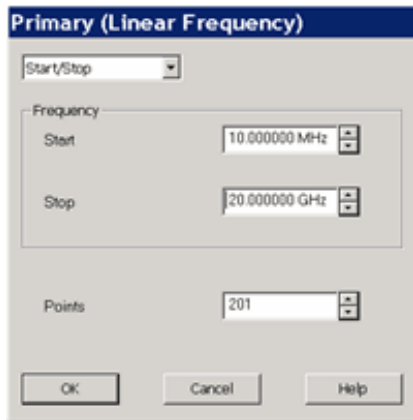 Primary (Linear Frequency)
Start/Stop
Frequency
Start 10.000000 MHz
Stop 20.000000 GHz
Points 201
OK Cancel Help